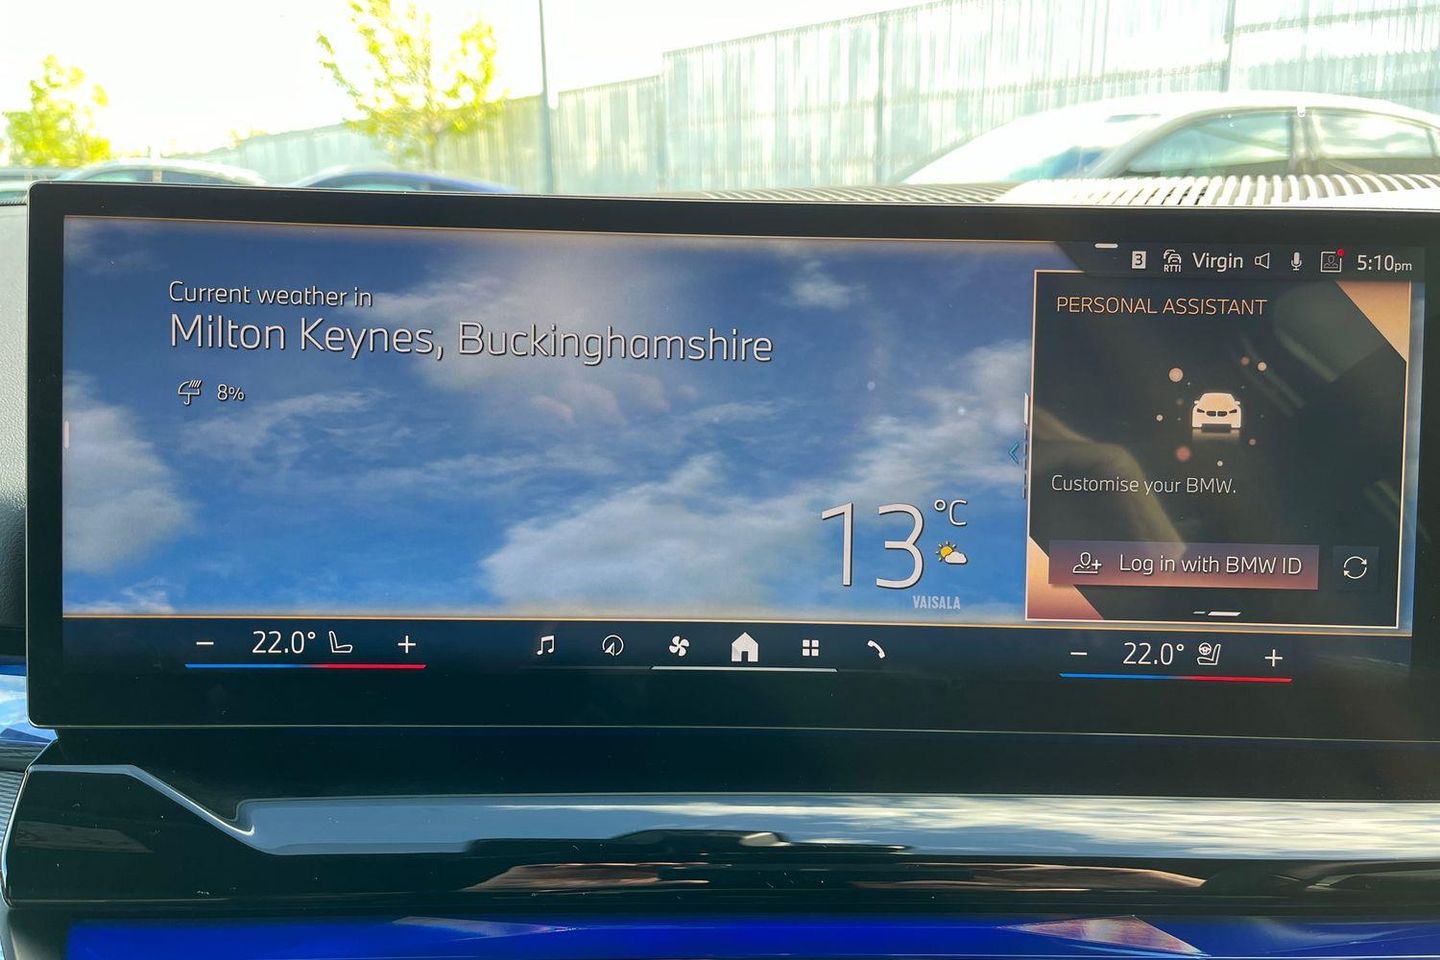 3 RTTI Virgin 5:10pm
Current weather in
Milton Keynes, Buckinghamshire
8%
13°C
VAISALA
PERSONAL ASSISTANT
Customise your BMW.
Log in with BMW ID
− 22.0° +
− 22.0° +